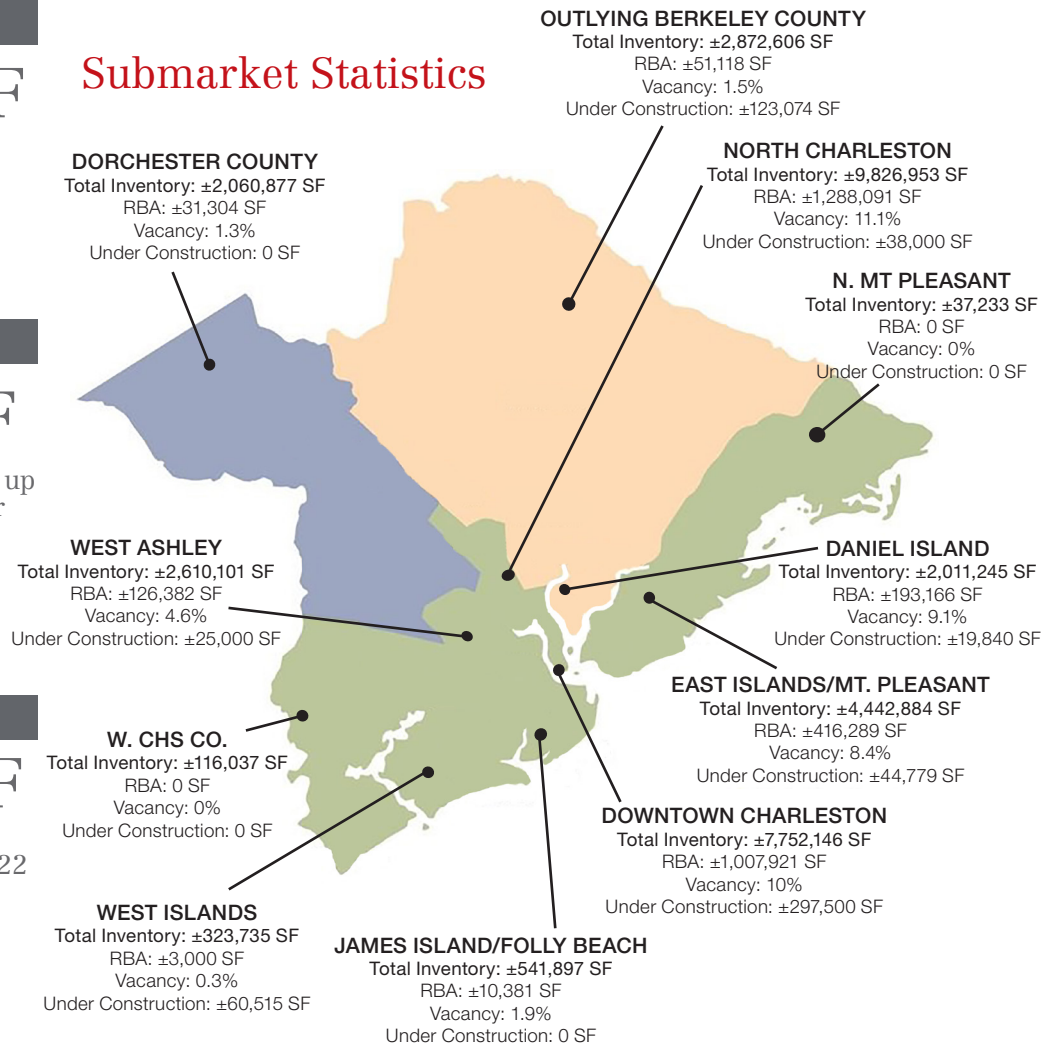 Submarket Statistics
OUTLYING BERKELEY COUNTY
Total Inventory: ±2,872,606 SF
RBA: ±51,118 SF
Vacancy: 1.5%
Under Construction: ±123,074 SF
DORCHESTER COUNTY
Total Inventory: ±2,060,877 SF
RBA: ±31,304 SF
Vacancy: 1.3%
Under Construction: 0 SF
NORTH CHARLESTON
Total Inventory: ±9,826,953 SF
RBA: ±1,288,091 SF
Vacancy: 11.1%
Under Construction: ±38,000 SF
N. MT PLEASANT
Total Inventory: ±37,233 SF
RBA: 0 SF
Vacancy: 0%
Under Construction: 0 SF
F
F
up
r
WEST ASHLEY
Total Inventory: ±2,610,101 SF
RBA: ±126,382 SF
Vacancy: 4.6%
Under Construction: ±25,000 SF
DANIEL ISLAND
Total Inventory: ±2,011,245 SF
RBA: ±193,166 SF
Vacancy: 9.1%
Under Construction: ±19,840 SF
EAST ISLANDS/MT. PLEASANT
Total Inventory: ±4,442,884 SF
RBA: ±416,289 SF
Vacancy: 8.4%
Under Construction: ±44,779 SF
W. CHS CO.
Total Inventory: ±116,037 SF
RBA: 0 SF
Vacancy: 0%
Under Construction: 0 SF
F
22
DOWNTOWN CHARLESTON
Total Inventory: ±7,752,146 SF
RBA: ±1,007,921 SF
Vacancy: 10%
Under Construction: ±297,500 SF
WEST ISLANDS
Total Inventory: ±323,735 SF
RBA: ±3,000 SF
Vacancy: 0.3%
Under Construction: ±60,515 SF
JAMES ISLAND/FOLLY BEACH
Total Inventory: ±541,897 SF
RBA: ±10,381 SF
Vacancy: 1.9%
Under Construction: 0 SF